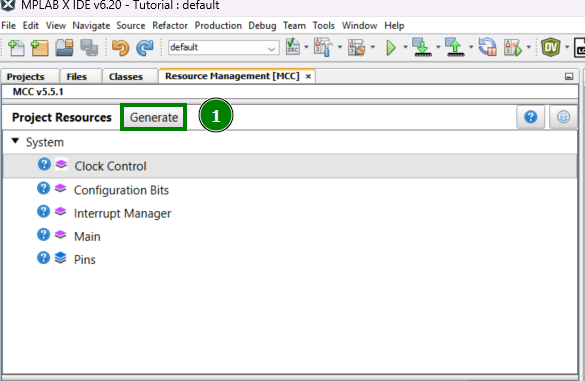 MPLAB X IDE v6.20 - Tutorial : default
File Edit View Navigate Source Refactor Production Debug Team Tools Window Help
default
Projects Files Classes Resource Management [MCC] ×
MCC v5.5.1
Project Resources Generate 1
System
Clock Control
Configuration Bits
Interrupt Manager
Main
Pins